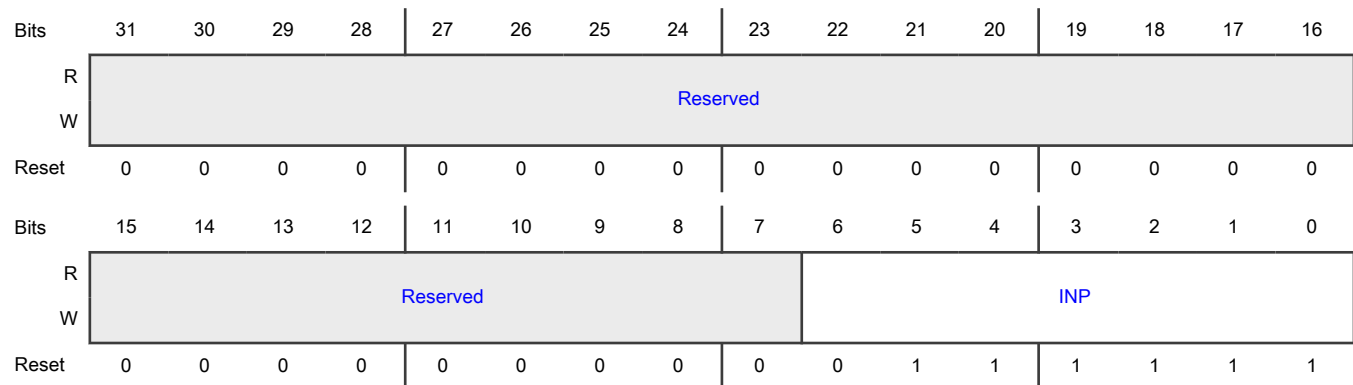 Bits 31 30 29 28 27 26 25 24 23 22 21 20 19 18 17 16
R
Reserved
W
Reset 0 0 0 0 0 0 0 0 0 0 0 0 0 0 0 0
Bits 15 14 13 12 11 10 9 8 7 6 5 4 3 2 1 0
R
Reserved INP
W
Reset 0 0 0 0 0 0 0 0 0 0 1 1 1 1 1 1